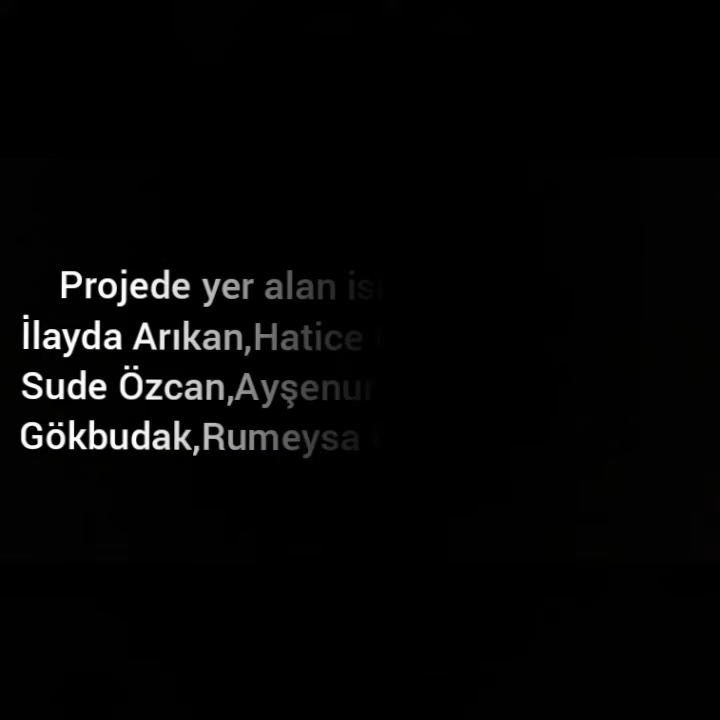 Projede yer alan
İlayda Arıkan,Hatice
Sude Özcan,Ayşenur
Gökbudak,Rumeysa